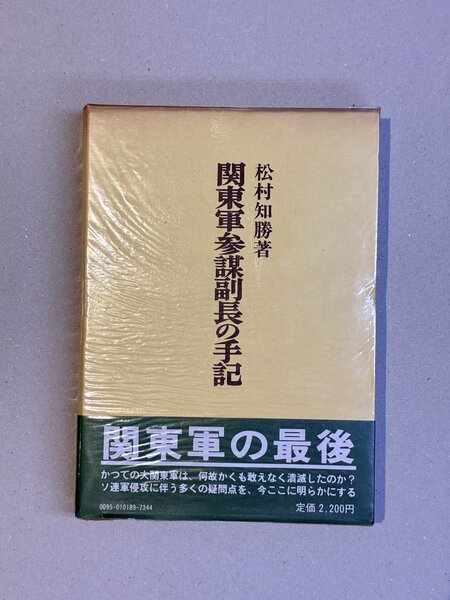 松村知勝著
関東軍参謀副長の手記
関東軍の最後
かつての大関東軍は、何故かくも敢えなく潰滅したのか?
ソ連軍侵攻に伴う多くの疑問点を、今ここに明らかにする
0095-010189-7344
定価 2,200円